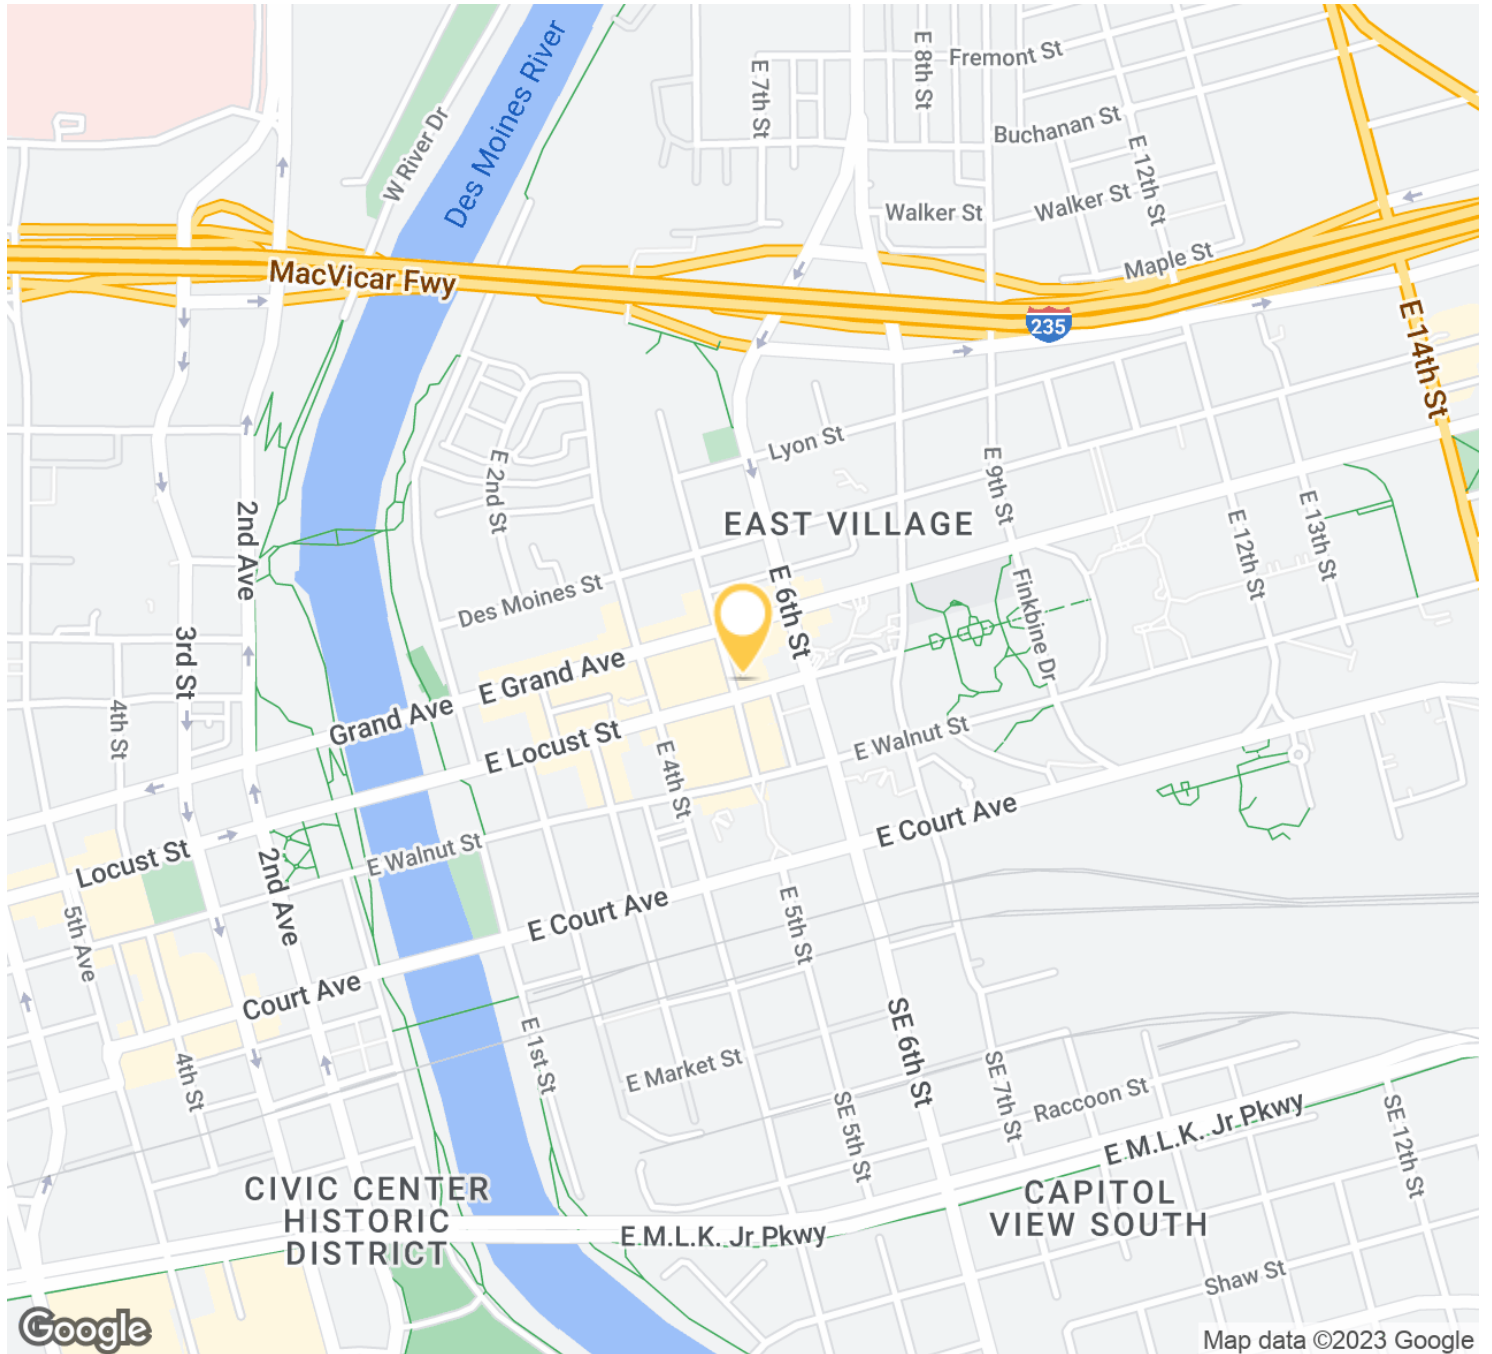 Fremont St
E 8th St
E 7th St
Des Moines River
W River Dr
Buchanan St
E 12th St
Walker St
Walker St
Maple St
MacVicar Fwy
235
E 14th St
Lyon St
E 2nd St
E 9th St
2nd Ave
EAST VILLAGE
E 12th St
E 13th St
Des Moines St
E 6th St
Finkbine Dr
3rd St
E Grand Ave
Grand Ave
4th St
E Locust St
E 4th St
E Walnut St
E Court Ave
Locust St
E Walnut St
2nd Ave
5th Ave
E Court Ave
E 5th St
Court Ave
SE 6th St
E 1st St
E Market St
4th St
SE 5th St
SE 7th St
Raccoon St
E M.L.K. Jr Pkwy
SE 12th St
CIVIC CENTER
HISTORIC
DISTRICT
CAPITOL
VIEW SOUTH
E M.L.K. Jr Pkwy
Shaw St
Google
Map data ©2023 Google